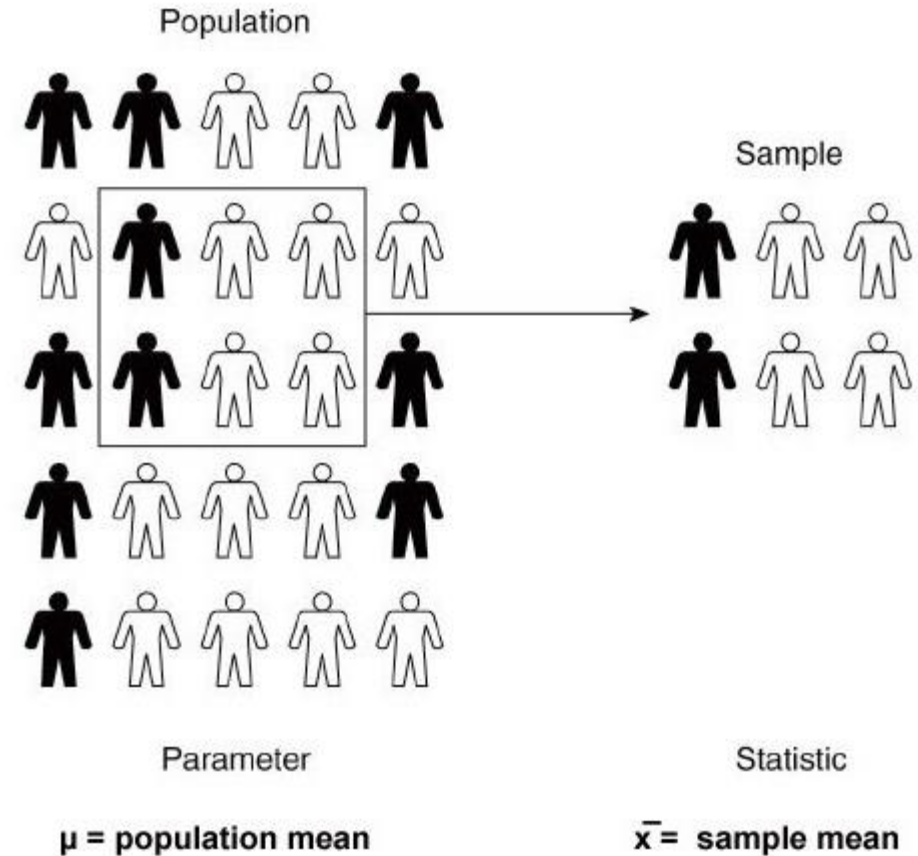 Population
Sample
Parameter
Statistic
µ = population mean
x̄ = sample mean